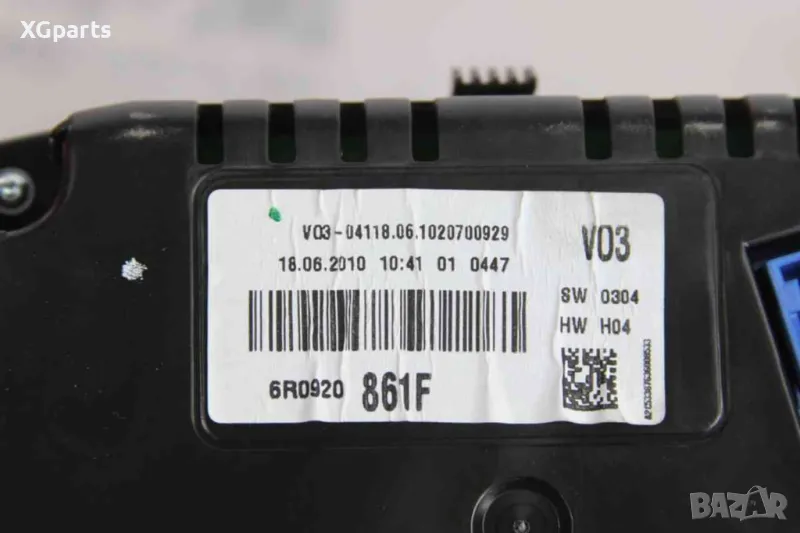 XGparts
V03-04118.06.1020700929
18.06.2010 10:41 01 0447
V03
SW 0304
HW H04
6R0920 861F
BAZAR